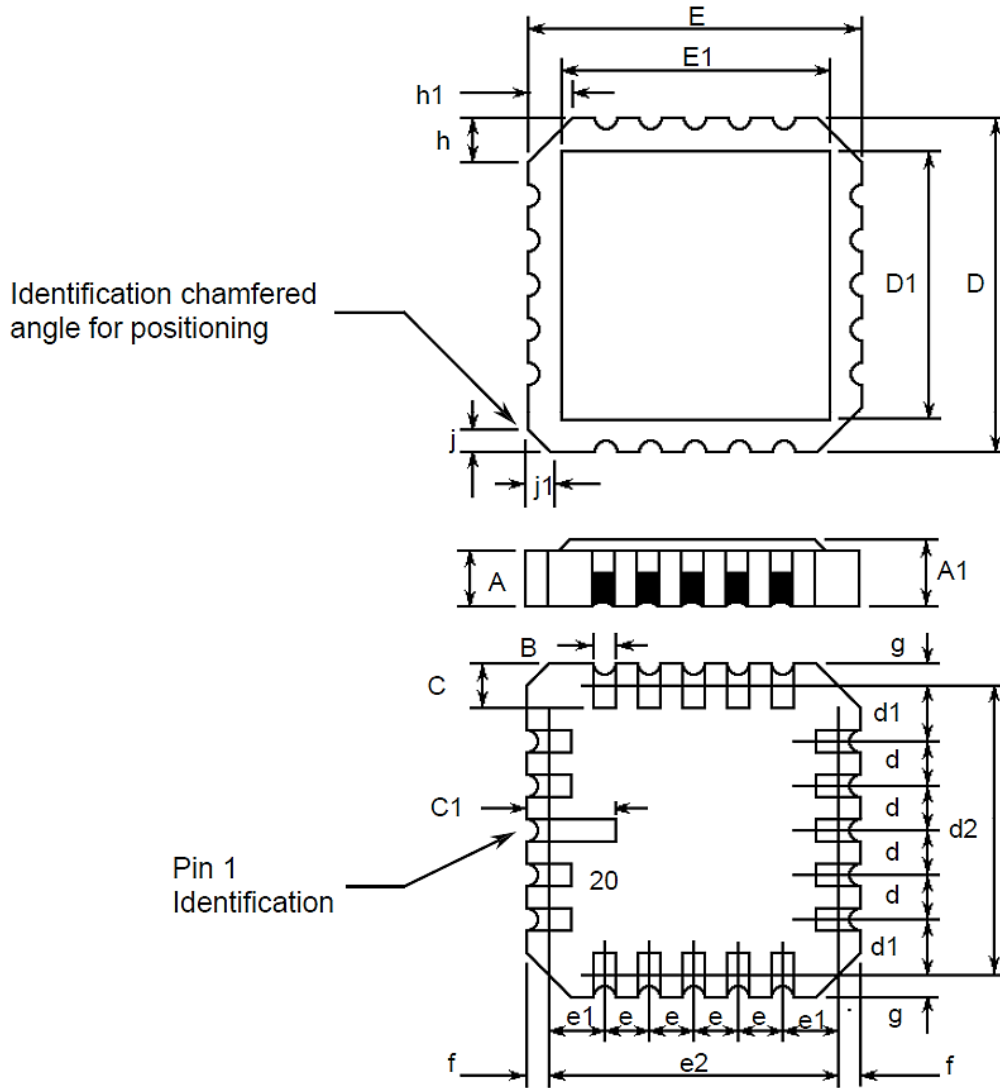 E
E1
h1
h
D1
D
Identification chamfered
angle for positioning
j
j1
A
A1
B
g
C
d1
d
C1
d
d2
d
Pin 1
Identification
20
d
d1
e1
e
e
e
e
e1
g
f
e2
f